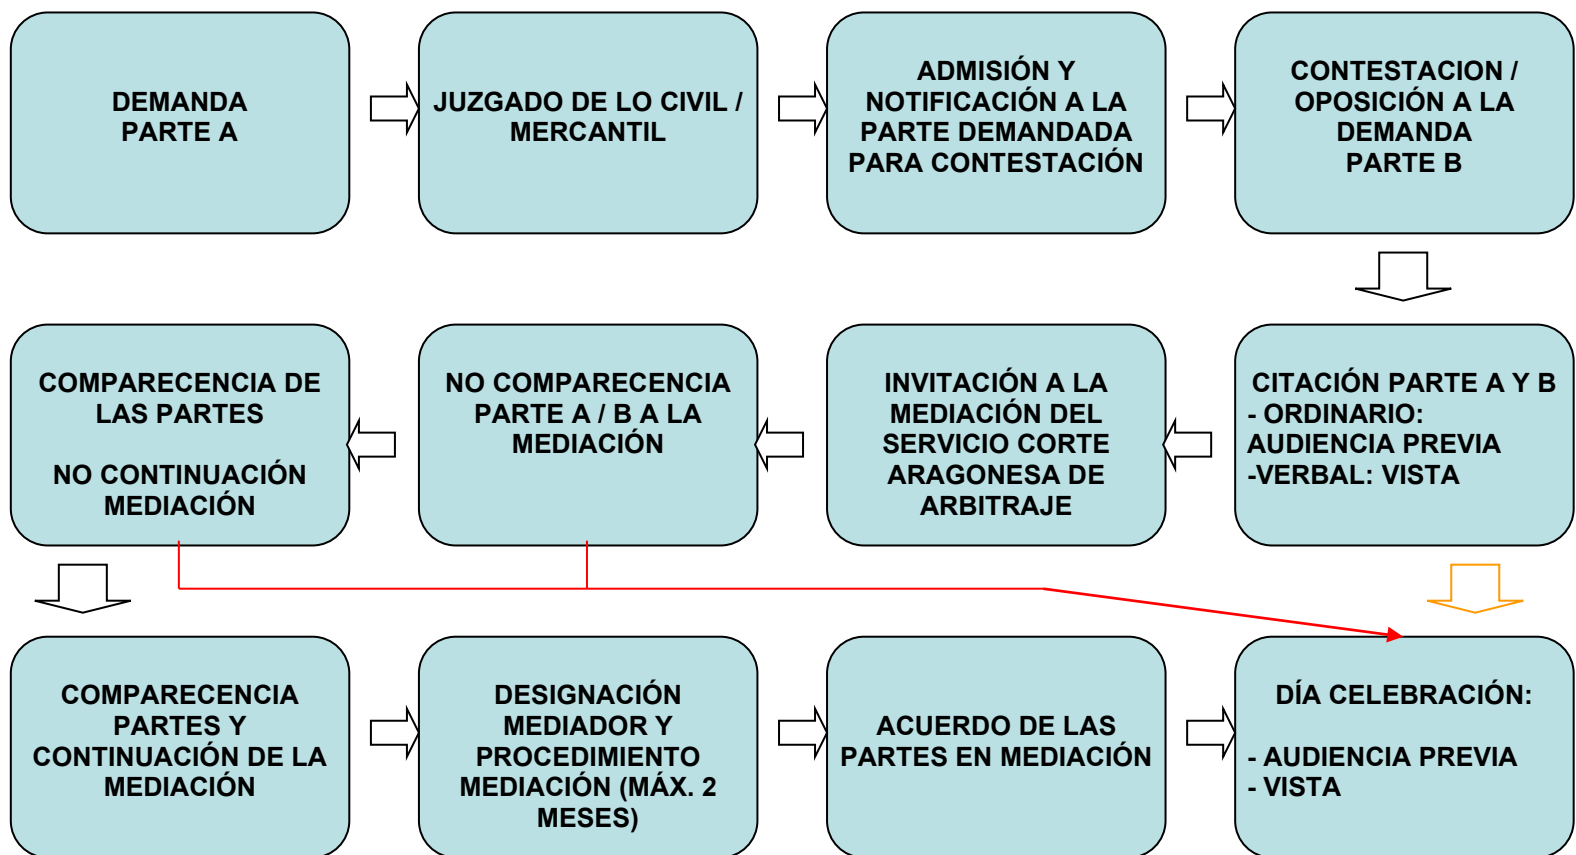 DEMANDA
PARTE A
JUZGADO DE LO CIVIL /
MERCANTIL
ADMISIÓN Y
NOTIFICACIÓN A LA
PARTE DEMANDADA
PARA CONTESTACIÓN
CONTESTACION /
OPOSICIÓN A LA
DEMANDA
PARTE B
COMPARECENCIA DE
LAS PARTES
NO CONTINUACIÓN
MEDIACIÓN
NO COMPARECENCIA
PARTE A / B A LA
MEDIACIÓN
INVITACIÓN A LA
MEDIACIÓN DEL
SERVICIO CORTE
ARAGONESA DE
ARBITRAJE
CITACIÓN PARTE A Y B
- ORDINARIO:
AUDIENCIA PREVIA
-VERBAL: VISTA
COMPARECENCIA
PARTES Y
CONTINUACIÓN DE LA
MEDIACIÓN
DESIGNACIÓN
MEDIADOR Y
PROCEDIMIENTO
MEDIACIÓN (MÁX. 2
MESES)
ACUERDO DE LAS
PARTES EN MEDIACIÓN
DÍA CELEBRACIÓN:
- AUDIENCIA PREVIA
- VISTA